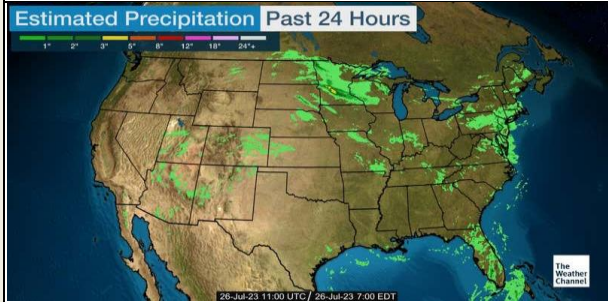 Estimated Precipitation Past 24 Hours
1" 2" 3" 5" 8" 12" 18" 24"+
The
Weather
Channel
26-Jul-23 11:00 UTC / 26-Jul-23 7:00 EDT